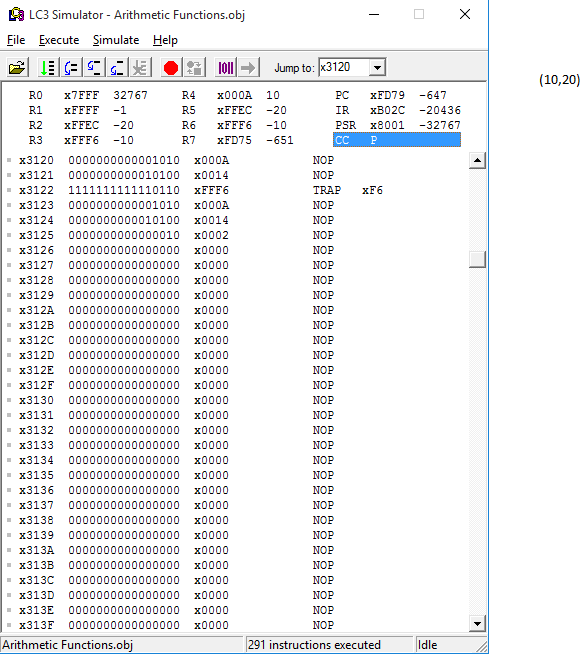 LC3 Simulator - Arithmetic Functions.obj
File Execute Simulate Help
Jump to: x3120
(10,20)
R0 x7FFF 32767 R4 x000A 10 PC xFD79 -647
R1 xFFFF -1 R5 xFFEC -20 IR xB02C -20436
R2 xFFEC -20 R6 xFFF6 -10 PSR x8001 -32767
R3 xFFF6 -10 R7 xFD75 -651 CC P
x3120 0000000000001010 x000A NOP
x3121 0000000000010100 x0014 NOP
x3122 1111111111110110 xFFF6 TRAP xF6
x3123 0000000000001010 x000A NOP
x3124 0000000000010100 x0014 NOP
x3125 0000000000000010 x0002 NOP
x3126 0000000000000000 x0000 NOP
x3127 0000000000000000 x0000 NOP
x3128 0000000000000000 x0000 NOP
x3129 0000000000000000 x0000 NOP
x312A 0000000000000000 x0000 NOP
x312B 0000000000000000 x0000 NOP
x312C 0000000000000000 x0000 NOP
x312D 0000000000000000 x0000 NOP
x312E 0000000000000000 x0000 NOP
x312F 0000000000000000 x0000 NOP
x3130 0000000000000000 x0000 NOP
x3131 0000000000000000 x0000 NOP
x3132 0000000000000000 x0000 NOP
x3133 0000000000000000 x0000 NOP
x3134 0000000000000000 x0000 NOP
x3135 0000000000000000 x0000 NOP
x3136 0000000000000000 x0000 NOP
x3137 0000000000000000 x0000 NOP
x3138 0000000000000000 x0000 NOP
x3139 0000000000000000 x0000 NOP
x313A 0000000000000000 x0000 NOP
x313B 0000000000000000 x0000 NOP
x313C 0000000000000000 x0000 NOP
x313D 0000000000000000 x0000 NOP
x313E 0000000000000000 x0000 NOP
x313F 0000000000000000 x0000 NOP
Arithmetic Functions.obj 291 instructions executed Idle